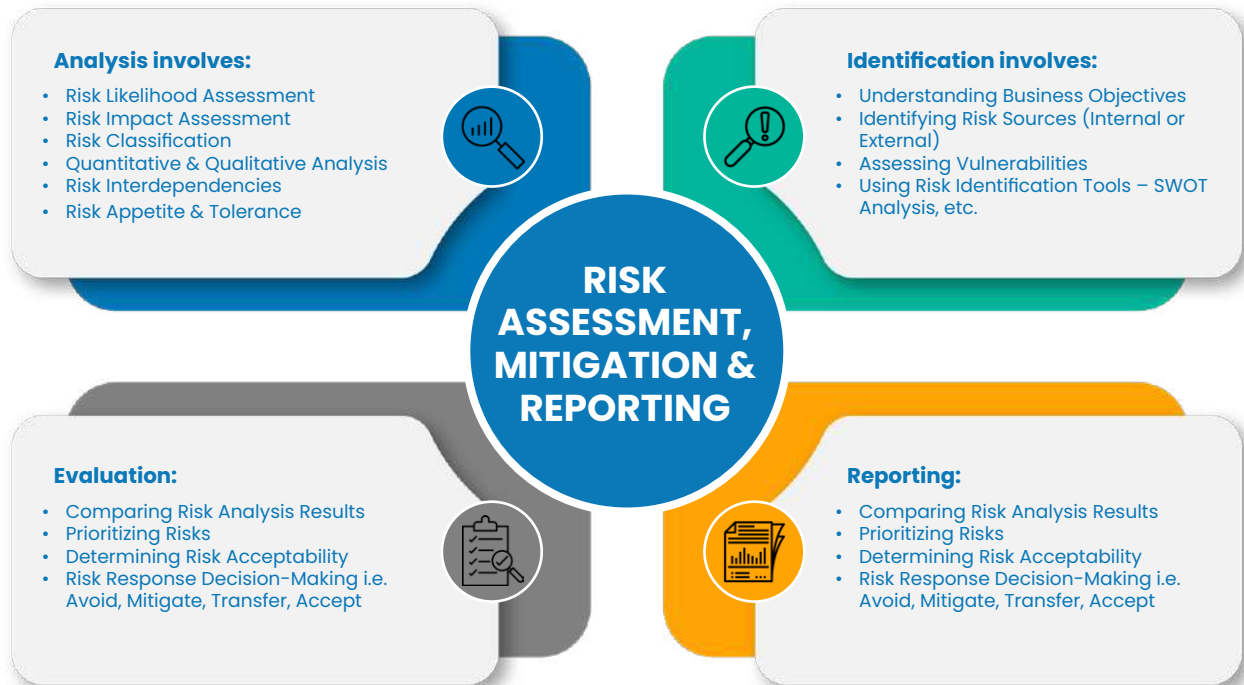 Analysis involves:
• Risk Likelihood Assessment
• Risk Impact Assessment
• Risk Classification
• Quantitative & Qualitative Analysis
• Risk Interdependencies
• Risk Appetite & Tolerance
Identification involves:
• Understanding Business Objectives
• Identifying Risk Sources (Internal or
External)
• Assessing Vulnerabilities
• Using Risk Identification Tools – SWOT
Analysis, etc.
RISK
ASSESSMENT,
MITIGATION &
REPORTING
Evaluation:
• Comparing Risk Analysis Results
• Prioritizing Risks
• Determining Risk Acceptability
• Risk Response Decision-Making i.e.
Avoid, Mitigate, Transfer, Accept
Reporting:
• Comparing Risk Analysis Results
• Prioritizing Risks
• Determining Risk Acceptability
• Risk Response Decision-Making i.e.
Avoid, Mitigate, Transfer, Accept